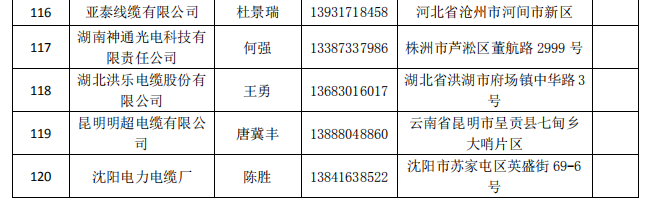 116 亚泰线缆有限公司 杜景瑞 13931718458 河北省沧州市河间市新区
117 湖南神通光电科技有限责任公司 何强 13387337986 株洲市芦淞区董航路 2999 号
118 湖北洪乐电缆股份有限公司 王勇 13683016017 湖北省洪湖市府场镇中华路 3 号
119 昆明明超电缆有限公司 唐冀丰 13888048860 云南省昆明市呈贡县七甸乡大哨片区
120 沈阳电力电缆厂 陈胜 13841638522 沈阳市苏家屯区英盛街 69-6 号